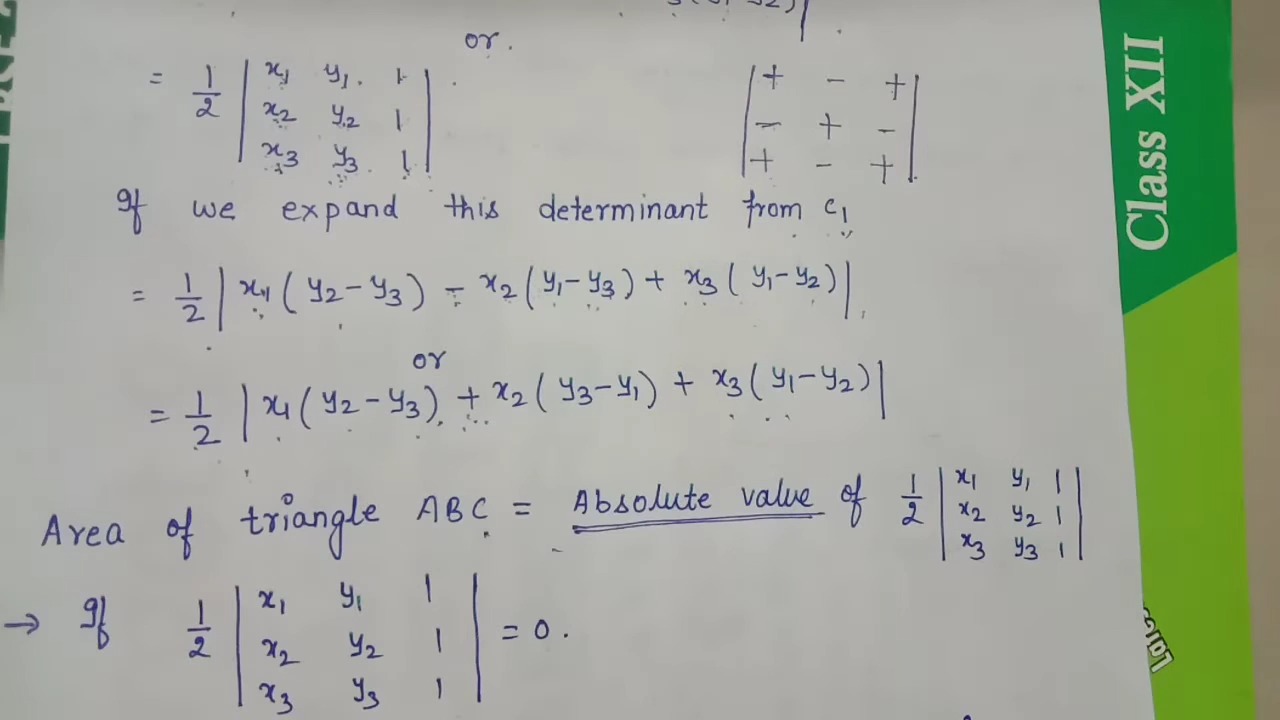 or.
= 1/2 | x₁ y₁ 1 |
| x₂ y₂ 1 |
| x₃ y₃ 1 |
| + - + |
| - + - |
| + - + |
If we expand this determinant from C₁
= 1/2 | x₁ (y₂ - y₃) - x₂ (y₁ - y₃) + x₃ (y₁ - y₂) |
or
= 1/2 | x₁ (y₂ - y₃) + x₂ (y₃ - y₁) + x₃ (y₁ - y₂) |
Area of triangle ABC = Absolute value of 1/2 | x₁ y₁ 1 |
| x₂ y₂ 1 |
| x₃ y₃ 1 |
→ If 1/2 | x₁ y₁ 1 |
| x₂ y₂ 1 | = 0.
| x₃ y₃ 1 |
Class XII